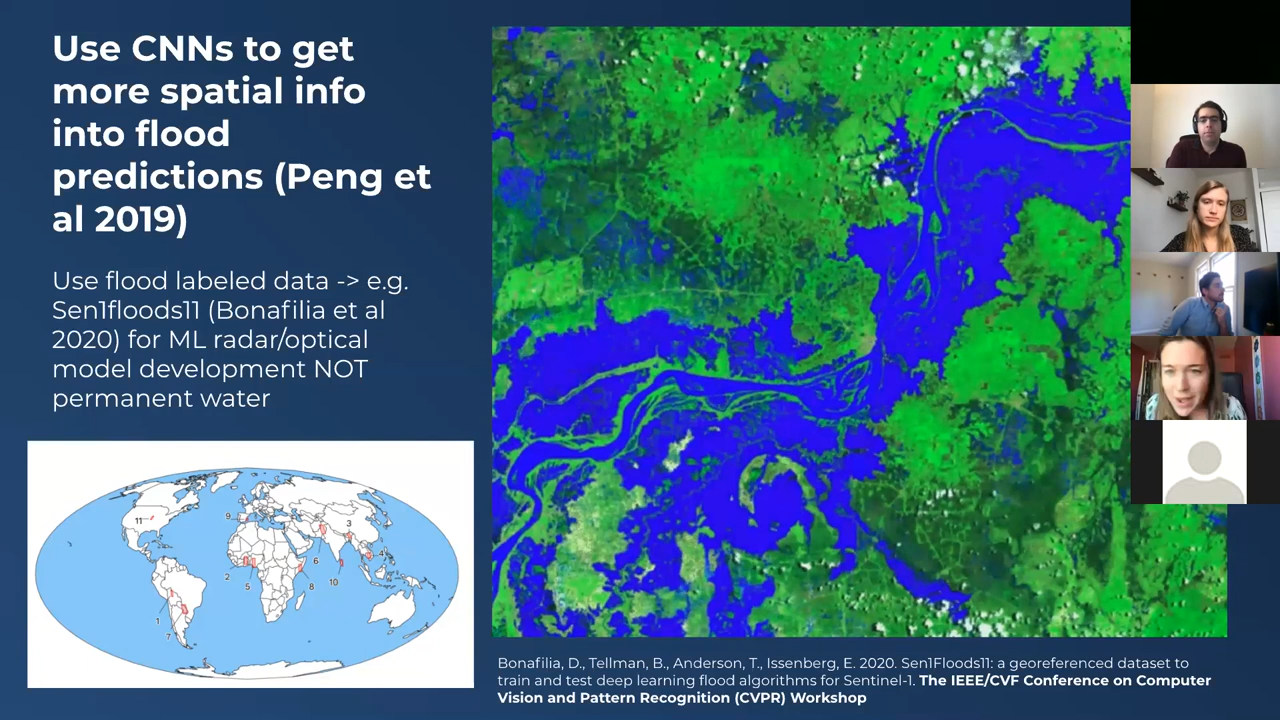 Use CNNs to get
more spatial info
into flood
predictions (Peng et
al 2019)
Use flood labeled data -> e.g.
Sen1floods11 (Bonafilia et al
2020) for ML radar/optical
model development NOT
permanent water
11
9
3
4
2
5
6
8
10
1
7
Bonafilia, D., Tellman, B., Anderson, T., Issenberg, E. 2020. Sen1Floods11: a georeferenced dataset to
train and test deep learning flood algorithms for Sentinel-1. The IEEE/CVF Conference on Computer
Vision and Pattern Recognition (CVPR) Workshop